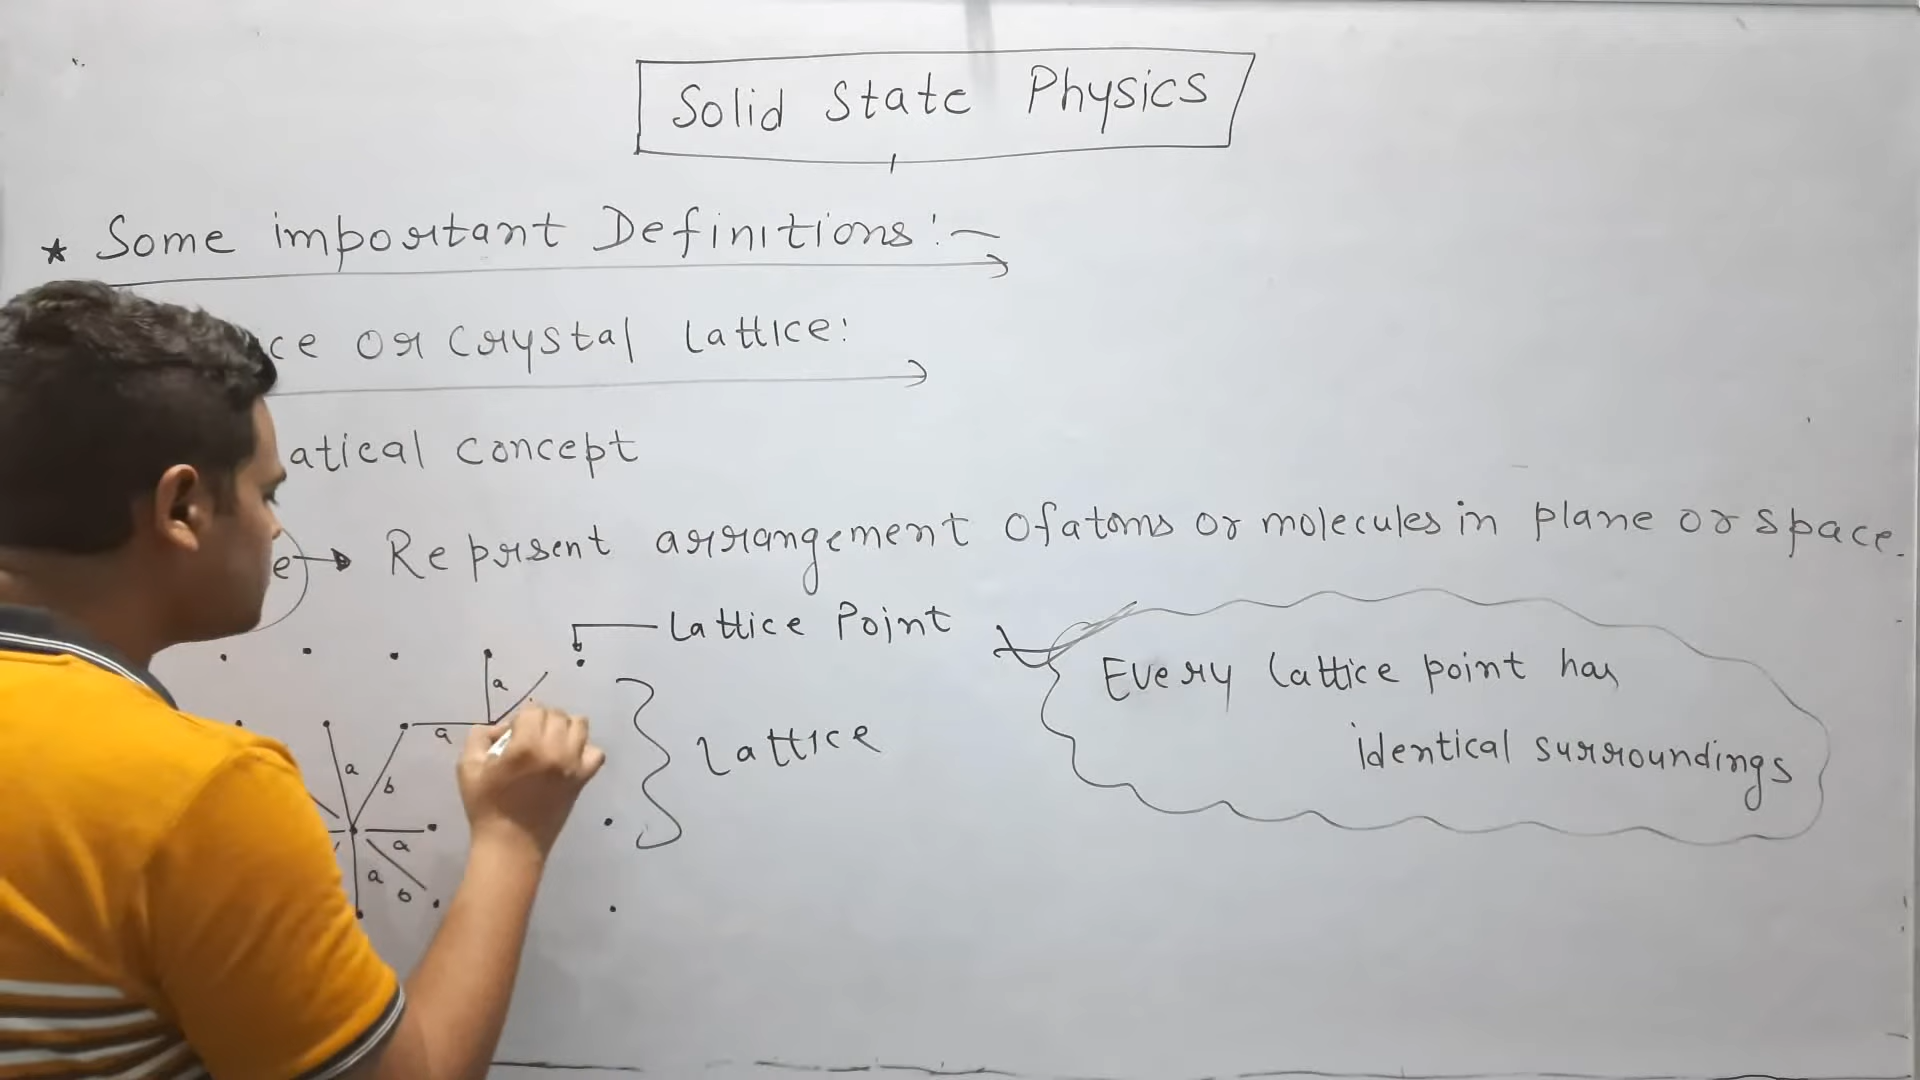 Solid State Physics
★ Some important Definitions :-
ce or Crystal Lattice:
atical concept
e → Reprsent arrangement of atoms or molecules in plane or space.
Lattice Point
Every Lattice point has
identical surroundings
Lattice
a
a
a
b
a
a
b